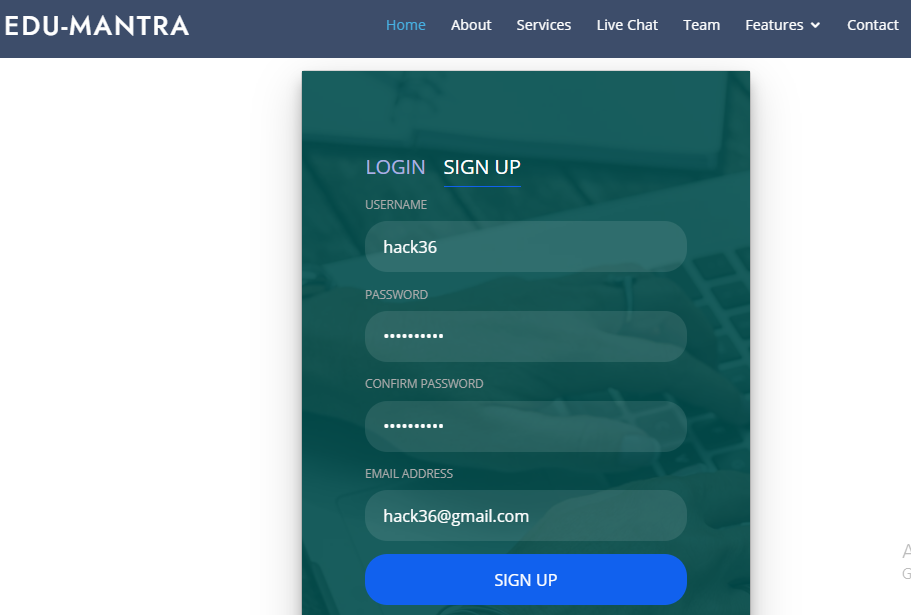 EDU-MANTRA
Home About Services Live Chat Team Features Contact
LOGIN SIGN UP
USERNAME
hack36
PASSWORD
••••••••••
CONFIRM PASSWORD
••••••••••
EMAIL ADDRESS
hack36@gmail.com
SIGN UP